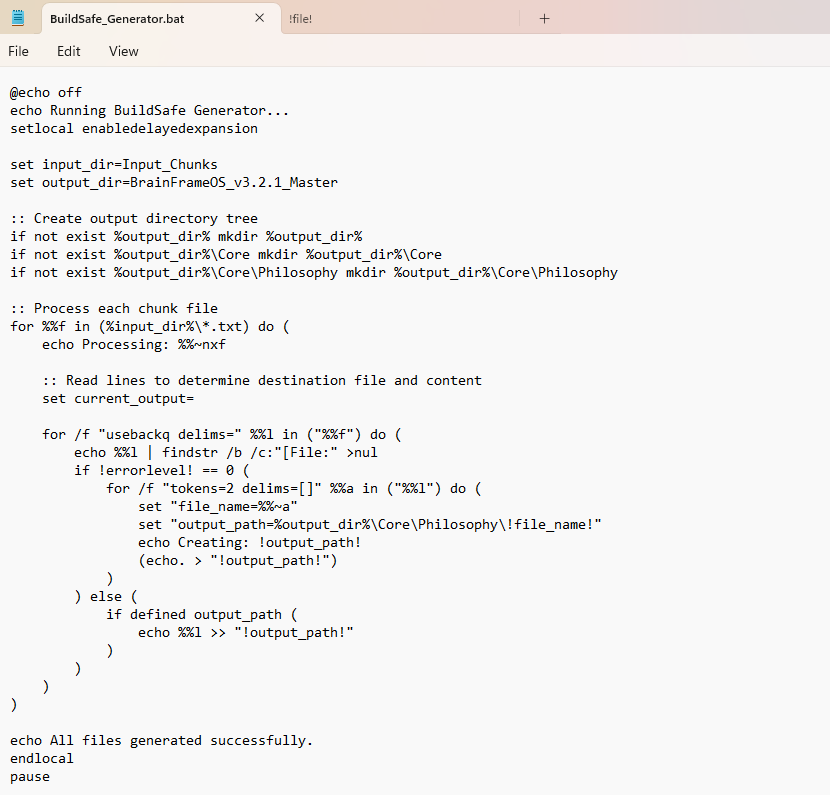 BuildSafe_Generator.bat
!file!
File Edit View
@echo off
echo Running BuildSafe Generator...
setlocal enabledelayedexpansion

set input_dir=Input_Chunks
set output_dir=BrainFrameOS_v3.2.1_Master

:: Create output directory tree
if not exist %output_dir% mkdir %output_dir%
if not exist %output_dir%\Core mkdir %output_dir%\Core
if not exist %output_dir%\Core\Philosophy mkdir %output_dir%\Core\Philosophy

:: Process each chunk file
for %%f in (%input_dir%\*.txt) do (
    echo Processing: %%~nxf

    :: Read lines to determine destination file and content
    set current_output=

    for /f "usebackq delims=" %%l in ("%%f") do (
        echo %%l | findstr /b /c:"[File:" >nul
        if !errorlevel! == 0 (
            for /f "tokens=2 delims=[]" %%a in ("%%l") do (
                set "file_name=%%~a"
                set "output_path=%output_dir%\Core\Philosophy\!file_name!"
                echo Creating: !output_path!
                (echo. > "!output_path!")
            )
        ) else (
            if defined output_path (
                echo %%l >> "!output_path!"
            )
        )
    )
)

echo All files generated successfully.
endlocal
pause